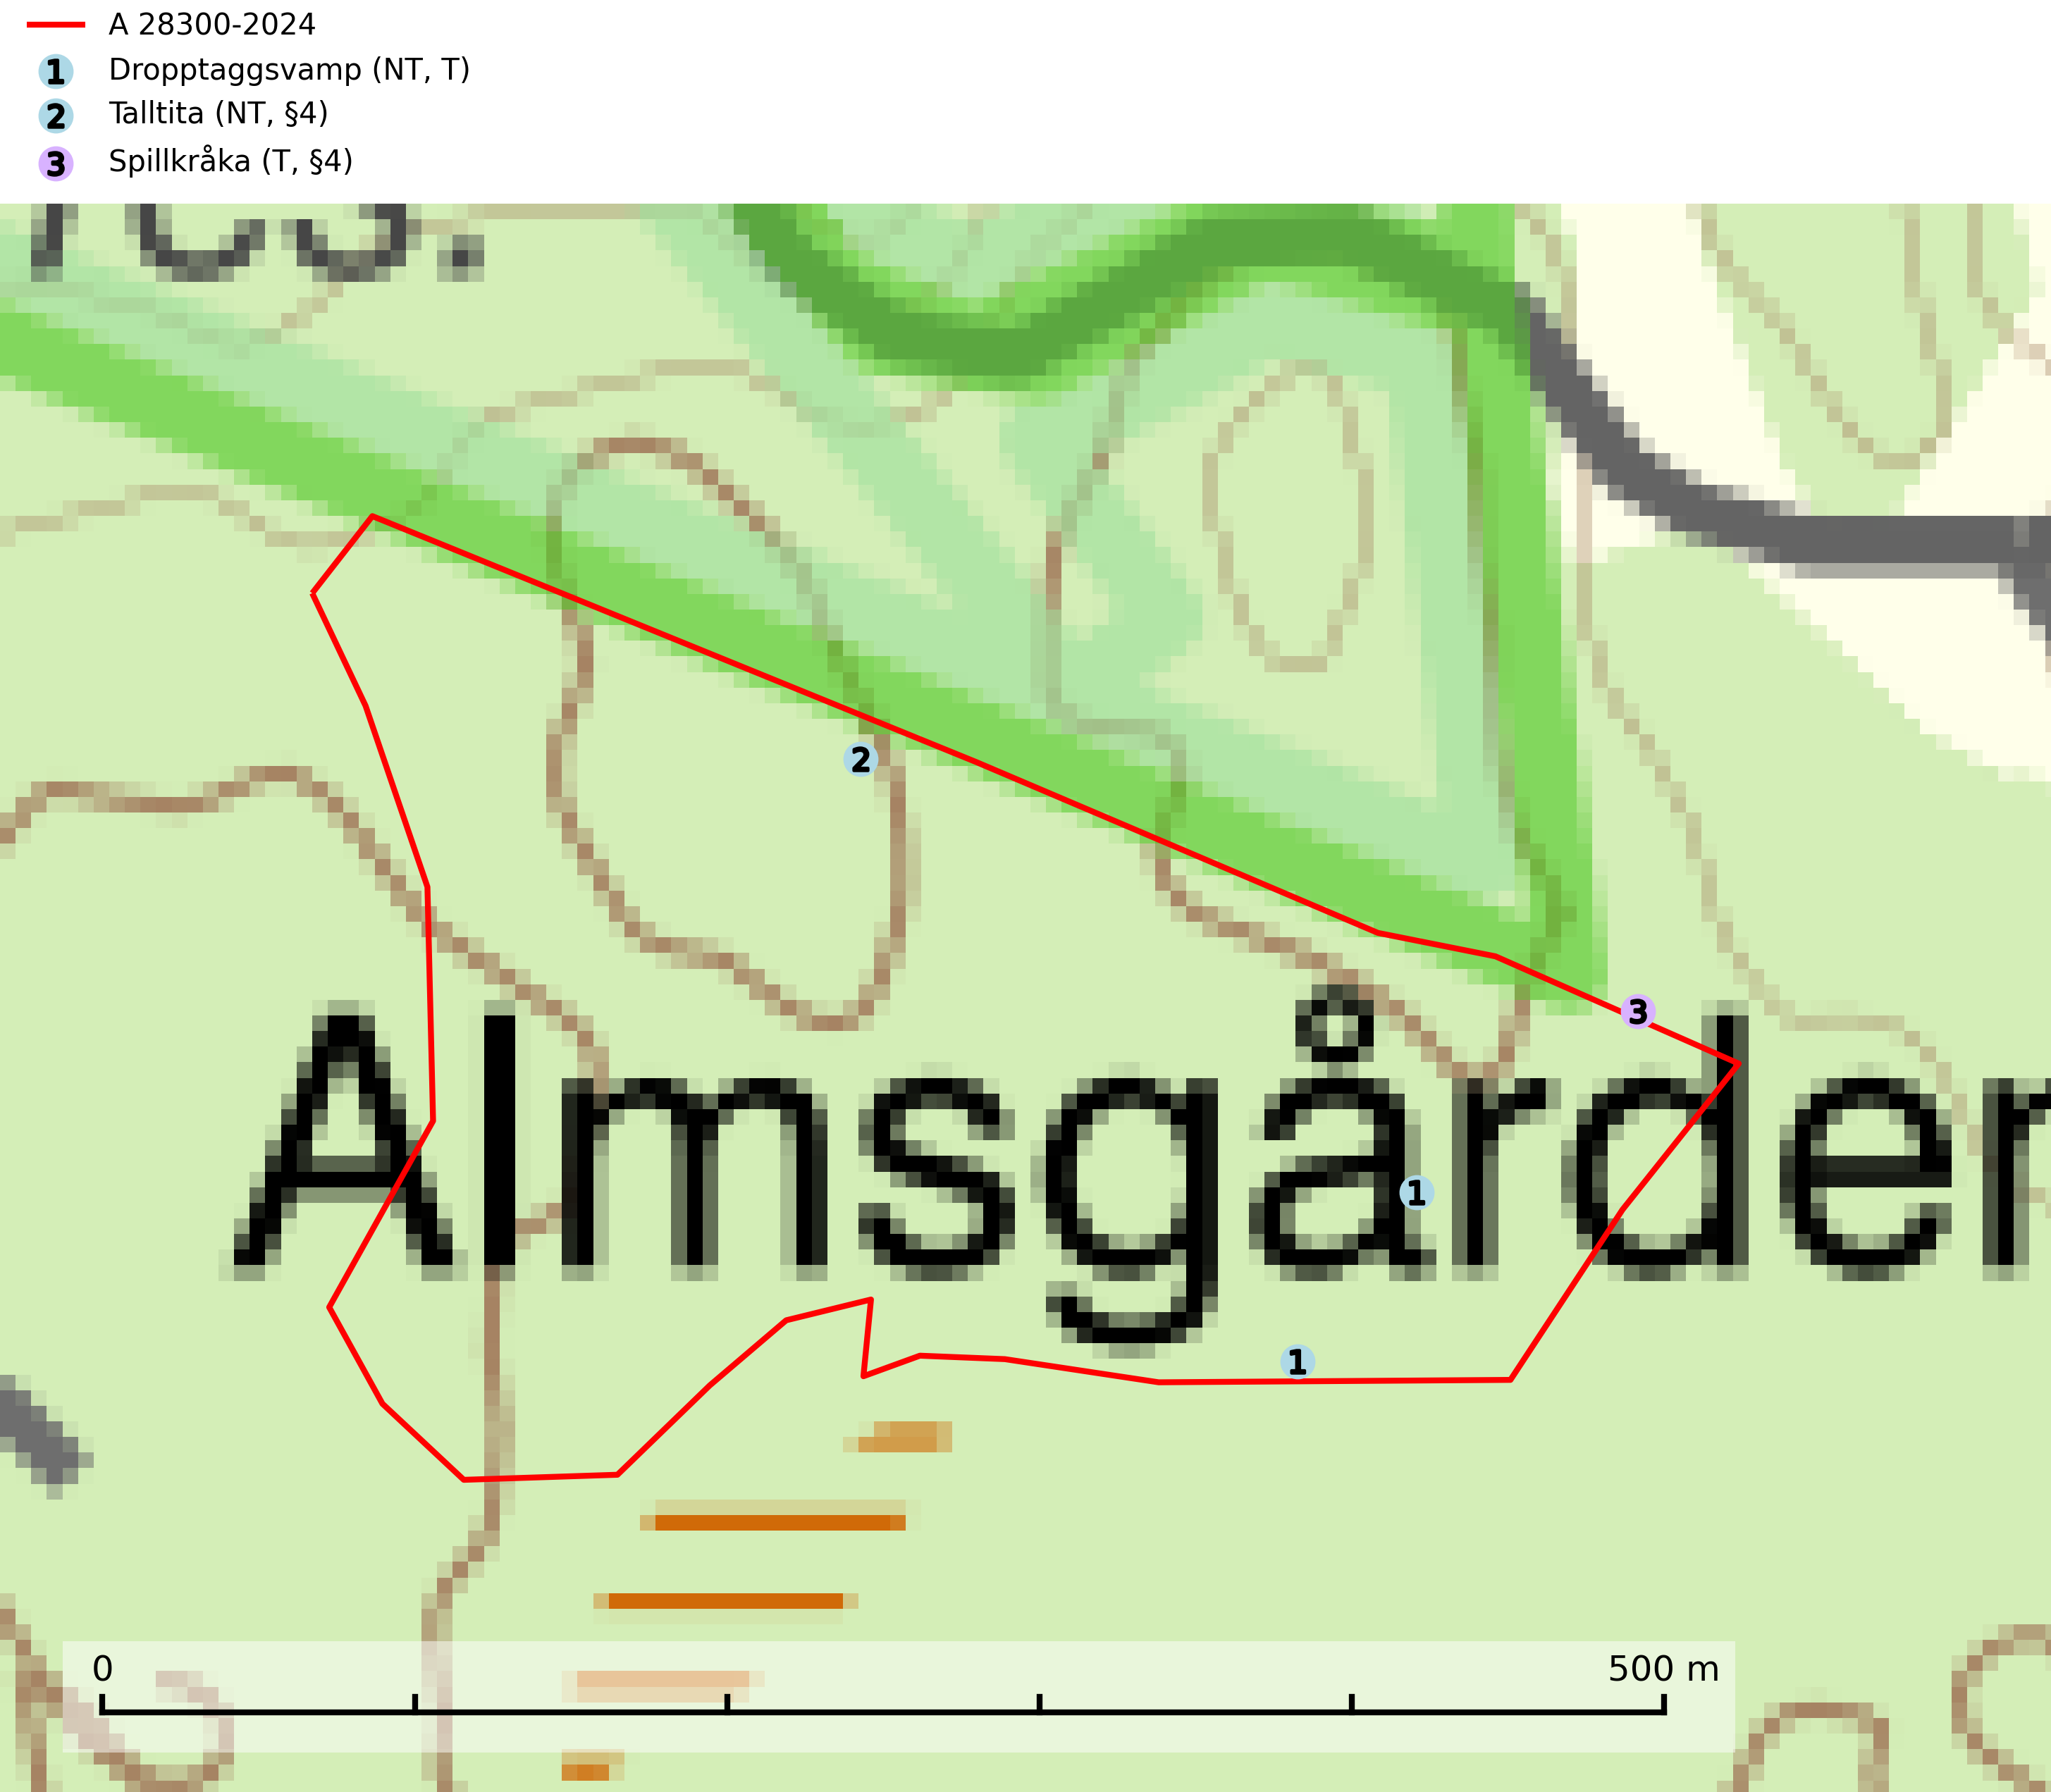 A 28300-2024
1 Dropptaggsvamp (NT, T)
2 Talltita (NT, §4)
3 Spillkråka (T, §4)
2
3
Almsgården
1
1
0 500 m